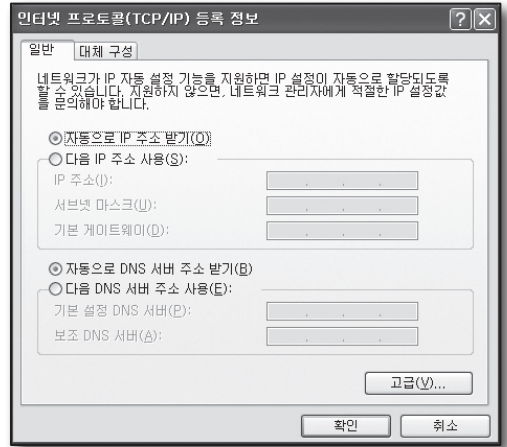 인터넷 프로토콜(TCP/IP) 등록 정보
일반 대체 구성
네트워크가 IP 자동 설정 기능을 지원하면 IP 설정이 자동으로 할당되도록
할 수 있습니다. 지원하지 않으면, 네트워크 관리자에게 적절한 IP 설정값
을 문의해야 합니다.
자동으로 IP 주소 받기(O)
다음 IP 주소 사용(S):
IP 주소(I):
서브넷 마스크(U):
기본 게이트웨이(D):
자동으로 DNS 서버 주소 받기(B)
다음 DNS 서버 주소 사용(E):
기본 설정 DNS 서버(P):
보조 DNS 서버(A):
고급(V)...
확인 취소